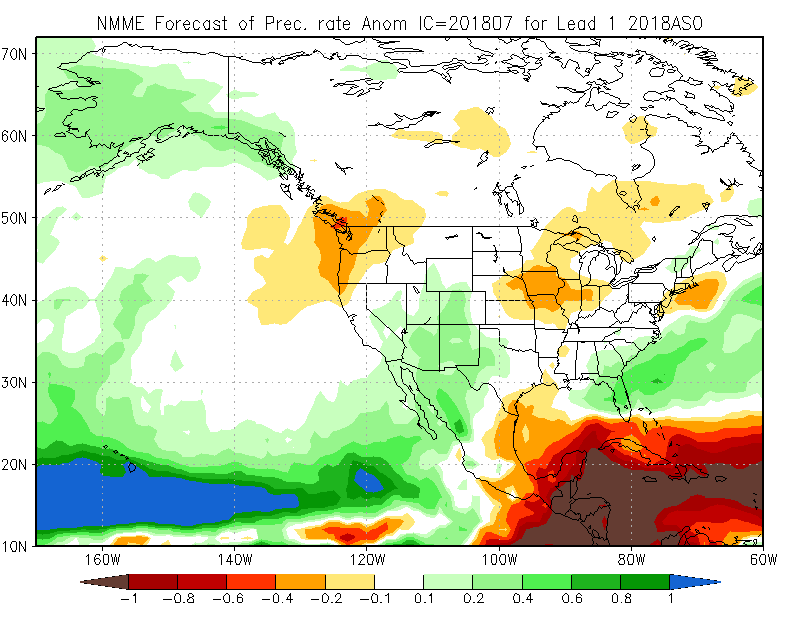 NMME Forecast of Prec. rate Anom IC=201807 for Lead 1 2018ASO
70N
60N
50N
40N
30N
20N
10N
160W 140W 120W 100W 80W 60W
-1 -0.8 -0.6 -0.4 -0.2 -0.1 0.1 0.2 0.4 0.6 0.8 1